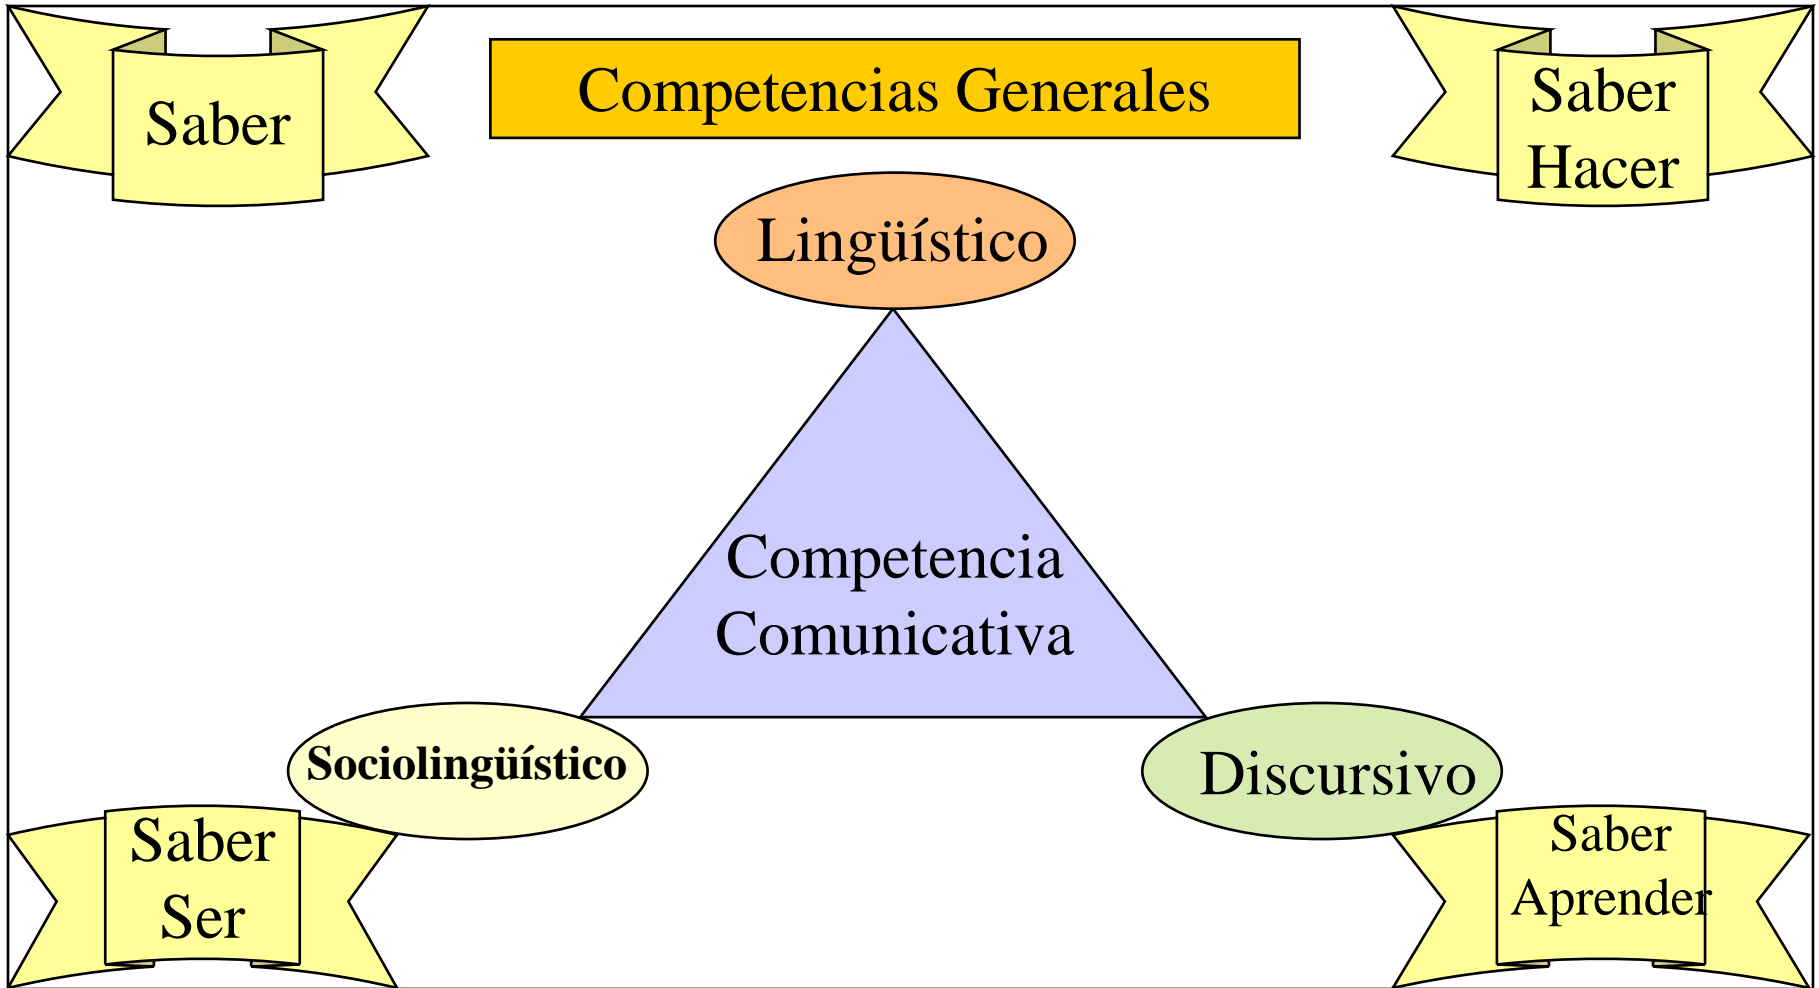 Saber
Competencias Generales
Saber
Hacer
Lingüístico
Competencia
Comunicativa
Sociolingüístico
Discursivo
Saber
Ser
Saber
Aprender